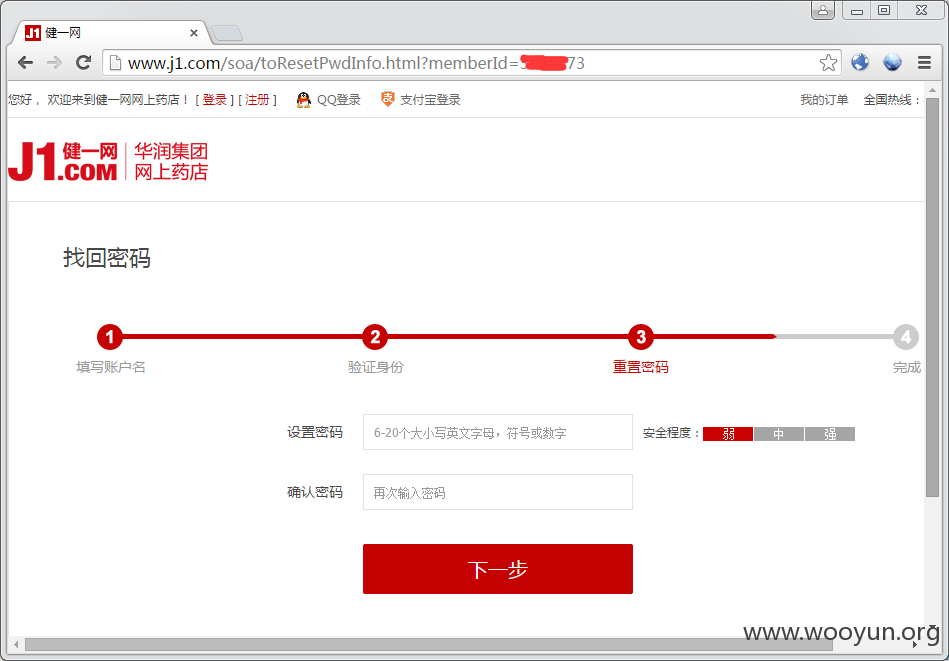 健一网
www.j1.com/soa/toResetPwdInfo.html?memberId= 73
您好， 欢迎来到健一网网上药店！ [ 登录 ] [ 注册 ] QQ登录 支付宝登录 我的订单 全国热线：
J1 健一网 .COM 华润集团 网上药店
找回密码
1 2 3 4
填写账户名 验证身份 重置密码 完成
设置密码 6-20个大小写英文字母，符号或数字 安全程度： 弱 中 强
确认密码 再次输入密码
下一步
www.wooyun.org